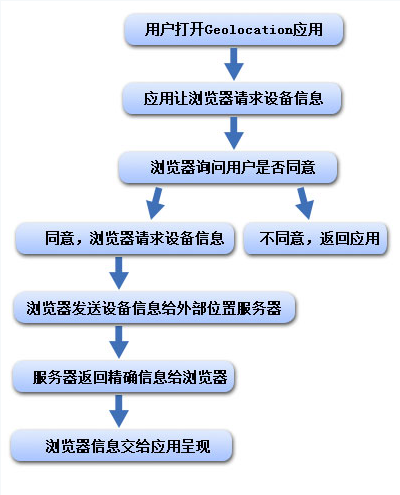 用户打开Geolocation应用
应用让浏览器请求设备信息
浏览器询问用户是否同意
同意，浏览器请求设备信息
不同意，返回应用
浏览器发送设备信息给外部位置服务器
服务器返回精确信息给浏览器
浏览器信息交给应用呈现